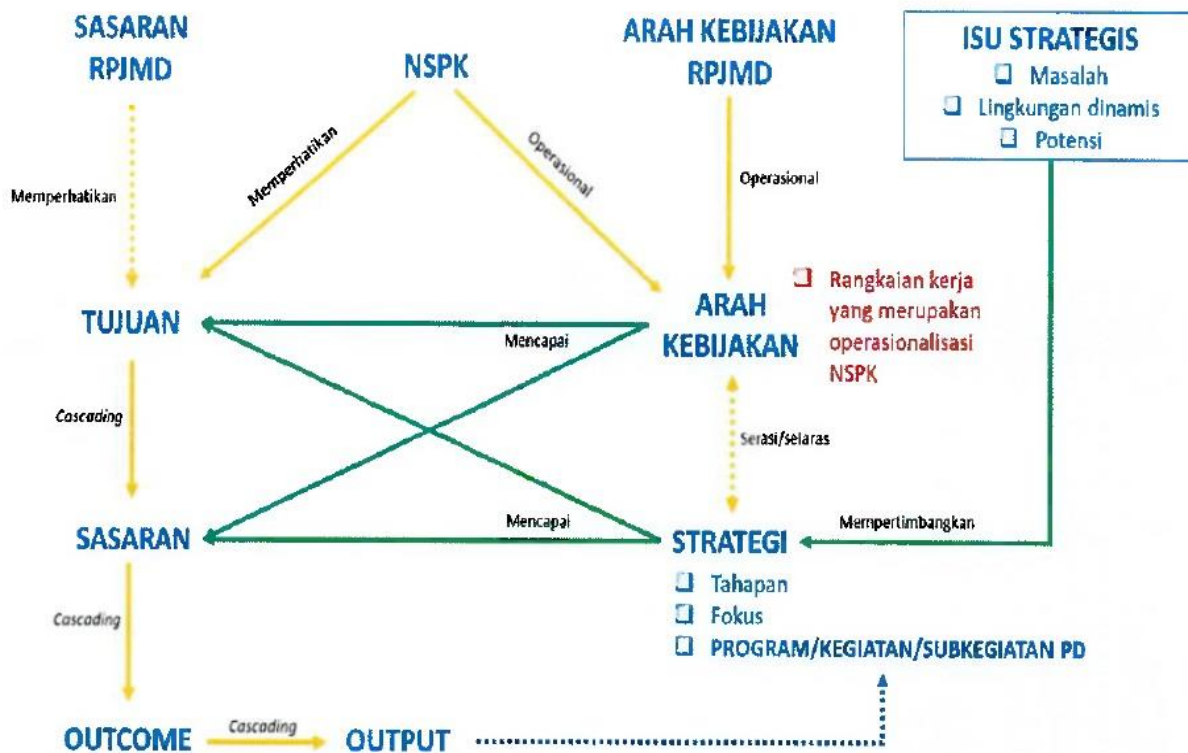 SASARAN
RPJMD
NSPK
ARAH KEBIJAKAN
RPJMD
ISU STRATEGIS
Masalah
Lingkungan dinamis
Potensi
Memperhatikan
Memperhatikan
Operasional
Operasional
TUJUAN
Mencapai
ARAH
KEBIJAKAN
Rangkaian kerja
yang merupakan
operasionalisasi
NSPK
Cascading
Serasi/selaras
SASARAN
Mencapai
STRATEGI
Mempertimbangkan
Tahapan
Fokus
PROGRAM/KEGIATAN/SUBKEGIATAN PD
Cascading
OUTCOME
Cascading
OUTPUT